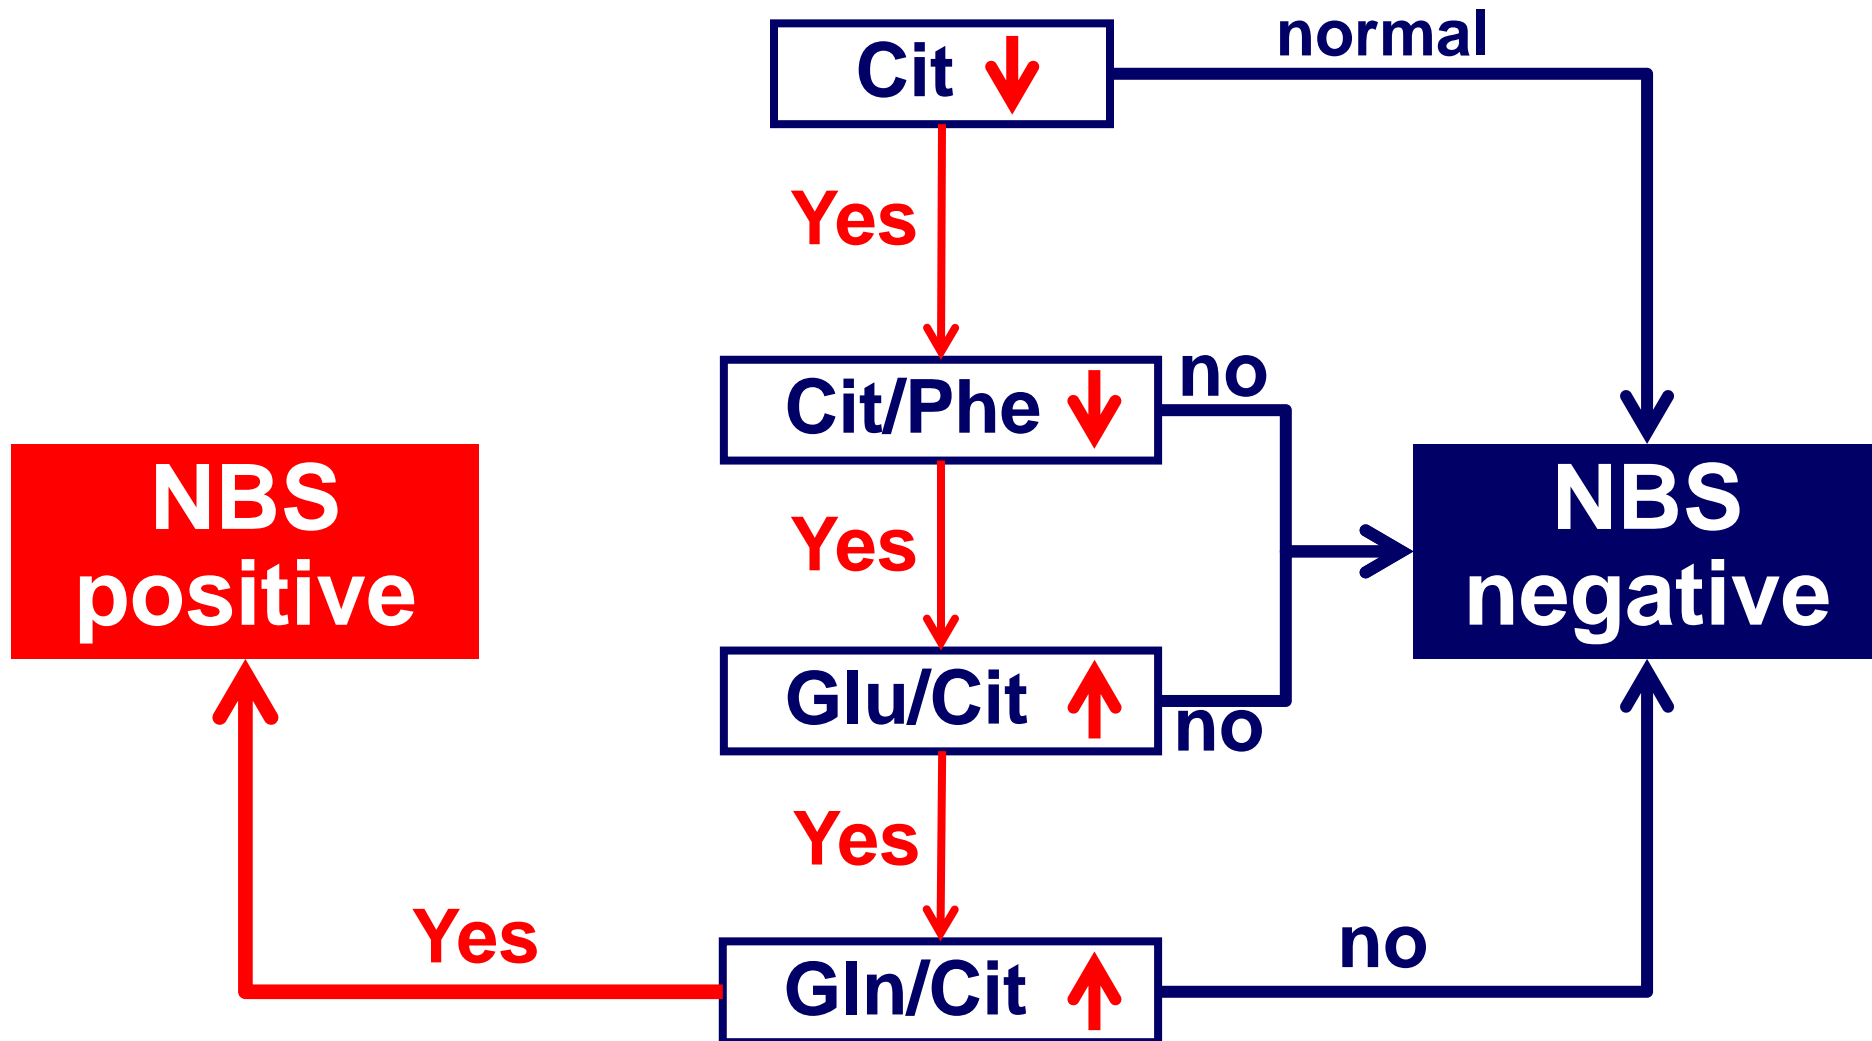 Cit
normal
Yes
Cit/Phe
no
NBS
positive
NBS
negative
Yes
Glu/Cit
no
Yes
Yes
Gln/Cit
no